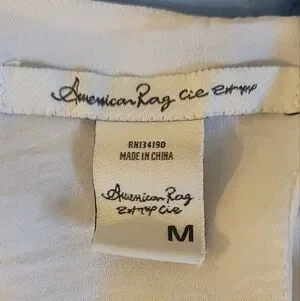 American Rag Cie
RN134190
MADE IN CHINA
American Rag
Cie
M